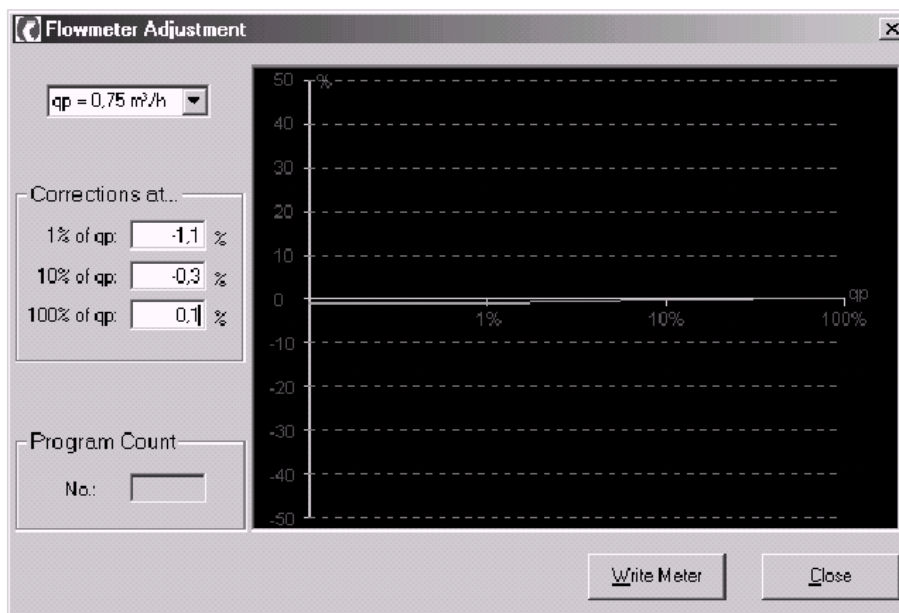 Flowmeter Adjustment
qp = 0,75 m³/h
Corrections at...
1% of qp: -1,1 %
10% of qp: -0,3 %
100% of qp: 0,1 %
Program Count
No.:
50 %
40
30
20
10
0 qp
1% 10% 100%
-10
-20
-30
-40
-50
Write Meter Close